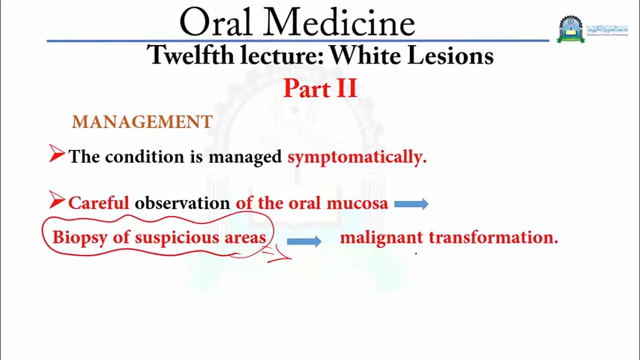 Oral Medicine
Twelfth lecture: White Lesions
Part II
MANAGEMENT
The condition is managed symptomatically.
Careful observation of the oral mucosa
Biopsy of suspicious areas malignant transformation.